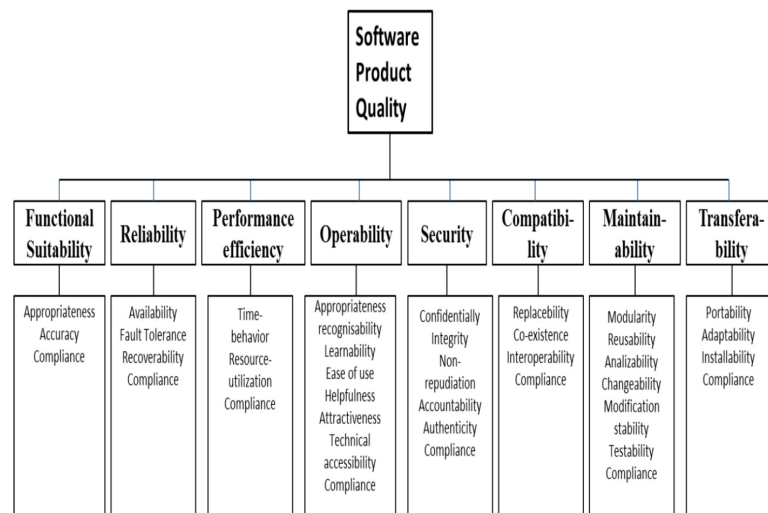 Software
Product
Quality
Functional
Suitability
Reliability
Performance
efficiency
Operability
Security
Compatibi-
lity
Maintain-
ability
Transfera-
bility
Appropriateness
Accuracy
Compliance
Availability
Fault Tolerance
Recoverability
Compliance
Time-
behavior
Resource-
utilization
Compliance
Appropriateness
recognisability
Learnability
Ease of use
Helpfulness
Attractiveness
Technical
accessibility
Compliance
Confidentially
Integrity
Non-
repudiation
Accountability
Authenticity
Compliance
Replacebility
Co-existence
Interoperability
Compliance
Modularity
Reusability
Analizability
Changeability
Modification
stability
Testability
Compliance
Portability
Adaptability
Installability
Compliance